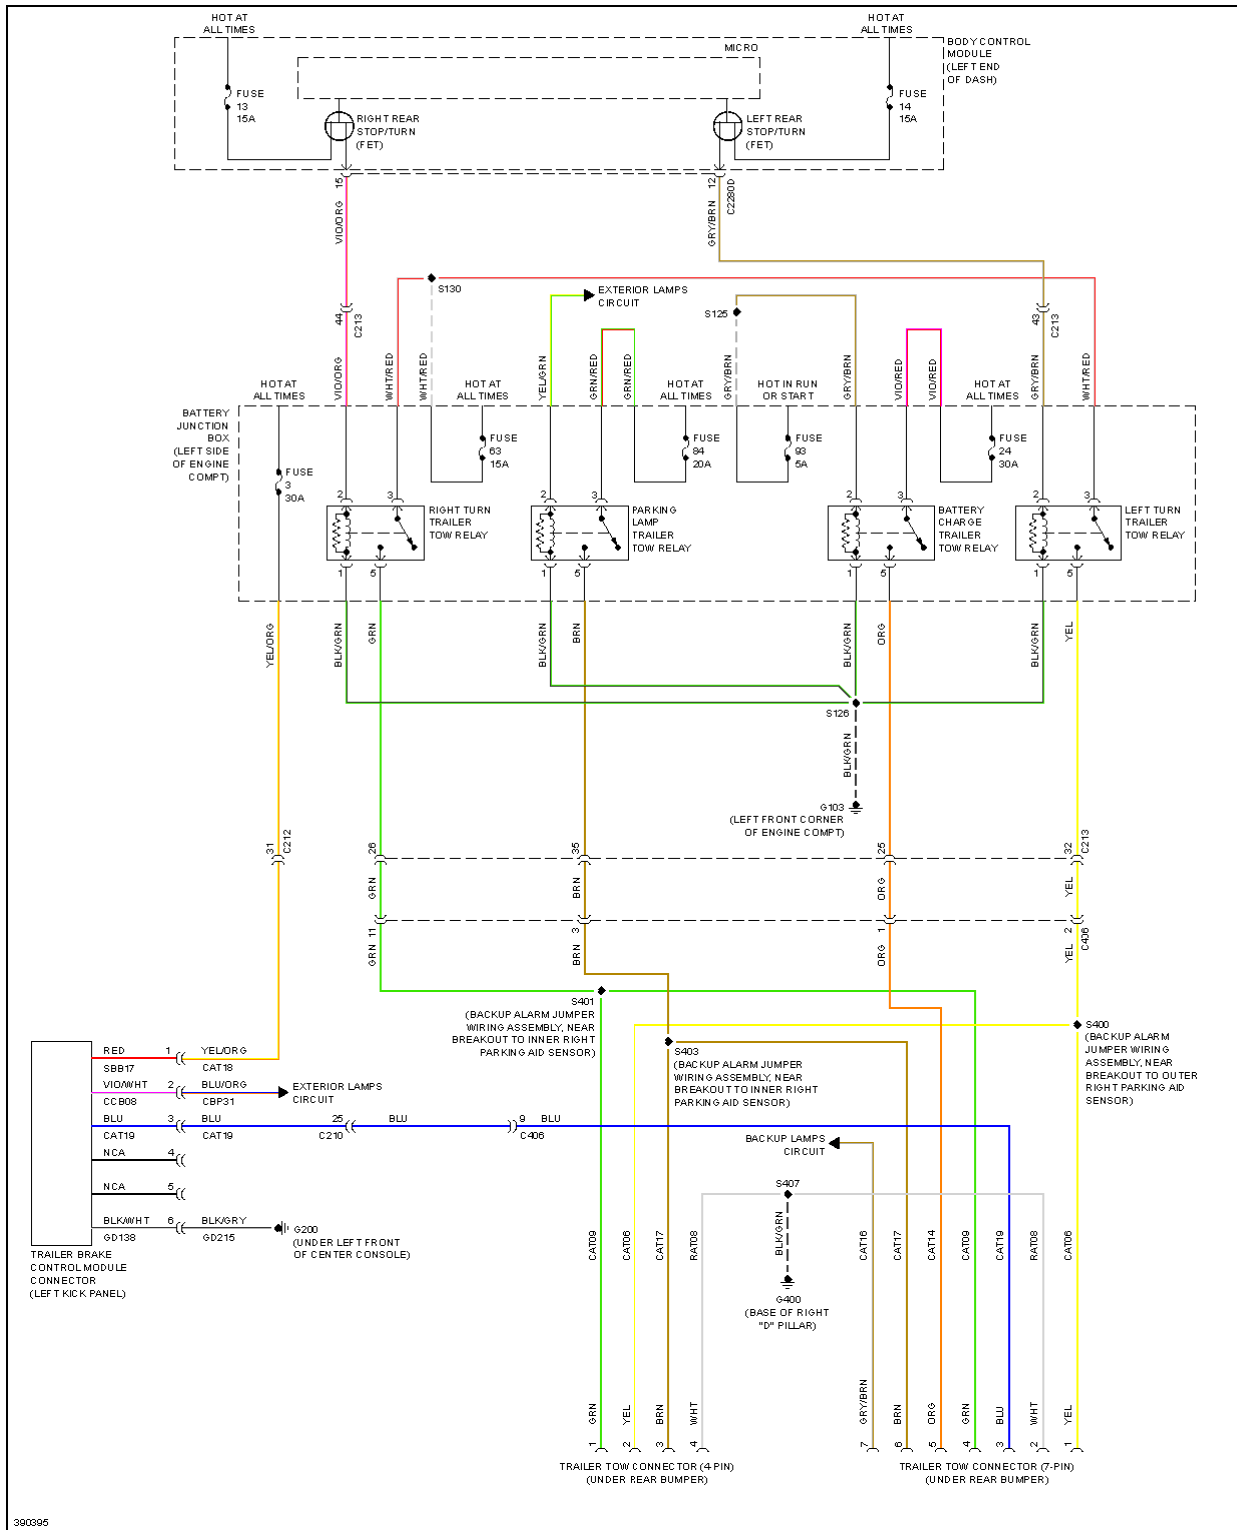 HOT AT
ALL TIMES
HOT AT
ALL TIMES
MICRO
BODY CONTROL
MODULE
(LEFT END
OF DASH)
FUSE
13
15A
RIGHT REAR
STOP/TURN
(FET)
LEFT REAR
STOP/TURN
(FET)
FUSE
14
15A
15
12
C2280D
VIO/ORG
GRY/BRN
S130
EXTERIOR LAMPS
CIRCUIT
S125
44
C213
43
C213
VIO/ORG
WHT/RED
WHT/RED
YEL/GRN
GRN/RED
GRN/RED
GRY/BRN
GRY/BRN
VIO/RED
VIO/RED
GRY/BRN
WHT/RED
HOT AT
ALL TIMES
HOT AT
ALL TIMES
HOT AT
ALL TIMES
HOT IN RUN
OR START
HOT AT
ALL TIMES
BATTERY
JUNCTION
BOX
(LEFT SIDE
OF ENGINE
COMPT)
FUSE
3
30A
FUSE
63
15A
FUSE
84
20A
FUSE
93
5A
FUSE
24
30A
2
3
2
3
2
3
2
3
RIGHT TURN
TRAILER
TOW RELAY
PARKING
LAMP
TRAILER
TOW RELAY
BATTERY
CHARGE
TRAILER
TOW RELAY
LEFT TURN
TRAILER
TOW RELAY
1
5
1
5
1
5
1
5
YEL/ORG
BLK/GRN
GRN
BLK/GRN
BRN
BLK/GRN
ORG
BLK/GRN
YEL
S126
BLK/GRN
G103
(LEFT FRONT CORNER
OF ENGINE COMPT)
31
C212
26
35
25
32
C213
GRN
BRN
ORG
YEL
11
3
1
2
C406
GRN
BRN
ORG
YEL
S401
(BACKUP ALARM JUMPER
WIRING ASSEMBLY, NEAR
BREAKOUT TO INNER RIGHT
PARKING AID SENSOR)
S403
(BACKUP ALARM JUMPER
WIRING ASSEMBLY, NEAR
BREAKOUT TO INNER RIGHT
PARKING AID SENSOR)
S400
(BACKUP ALARM
JUMPER WIRING
ASSEMBLY, NEAR
BREAKOUT TO OUTER
RIGHT PARKING AID
SENSOR)
RED 1 YEL/ORG
SBB17 CAT18
VIO/WHT 2 BLU/ORG
CCB08 CBP31
EXTERIOR LAMPS
CIRCUIT
BLU 3 BLU 25 BLU 9 BLU
CAT19 CAT19 C210 C406
NCA 4
NCA 5
BLK/WHT 6 BLK/GRY
GD138 GD215
G200
(UNDER LEFT FRONT
OF CENTER CONSOLE)
TRAILER BRAKE
CONTROL MODULE
CONNECTOR
(LEFT KICK PANEL)
BACKUP LAMPS
CIRCUIT
S407
BLK/GRN
G400
(BASE OF RIGHT
"D" PILLAR)
CAT09
CAT06
CAT17
RAT08
CAT16
CAT17
CAT14
CAT09
CAT19
RAT08
CAT06
GRN
YEL
BRN
WHT
GRY/BRN
BRN
ORG
GRN
BLU
WHT
YEL
1
2
3
4
7
6
5
4
3
2
1
TRAILER TOW CONNECTOR (4-PIN)
(UNDER REAR BUMPER)
TRAILER TOW CONNECTOR (7-PIN)
(UNDER REAR BUMPER)
390395